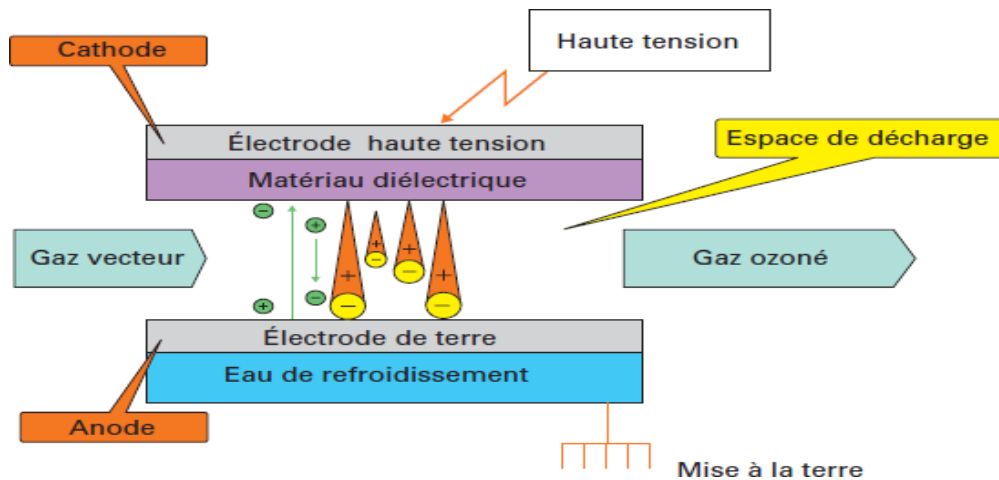 Cathode
Haute tension
Électrode haute tension
Espace de décharge
Matériau diélectrique
Gaz vecteur
Gaz ozoné
Électrode de terre
Eau de refroidissement
Anode
Mise à la terre